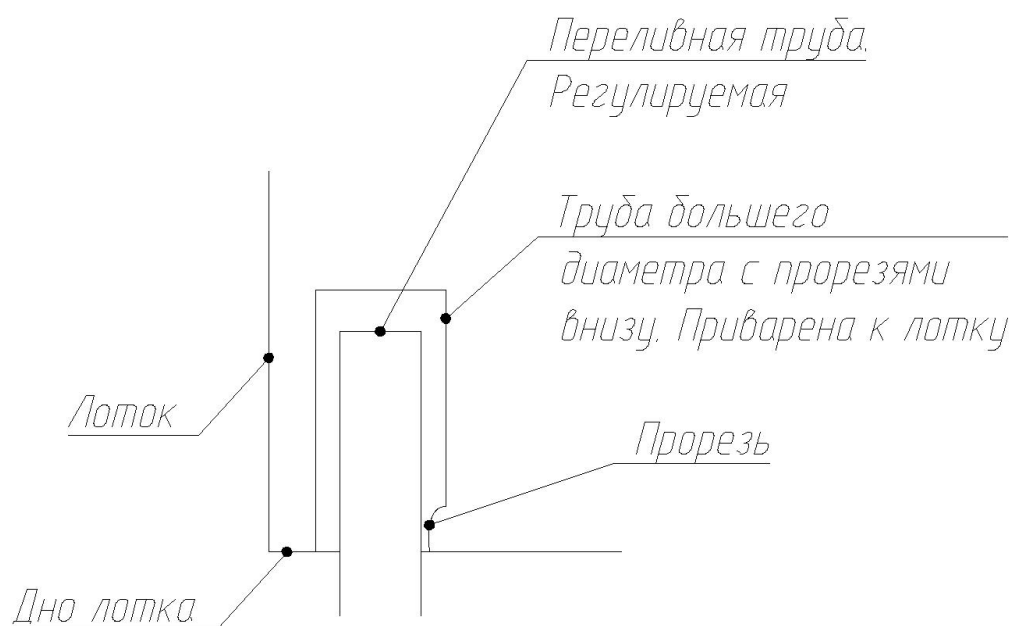 Переливная труба.
Регулируемая
Труба большего
диаметра с прорезями
внизу. Приварена к лотку
Лоток
Прорезь
Дно лотка